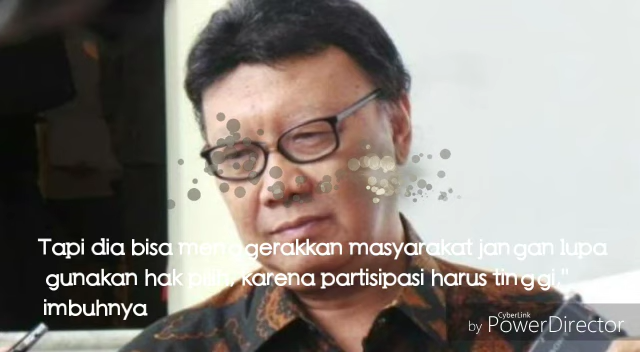 Tapi dia bisa menggerakkan masyarakat jangan lupa
gunakan hak pilih, karena partisipasi harus tinggi,"
imbuhnya
CyberLink
by PowerDirector